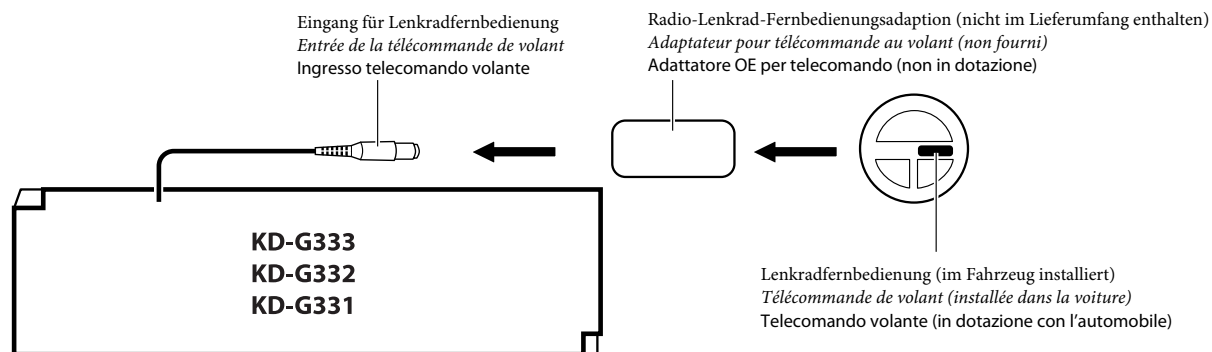 Eingang für Lenkradfernbedienung
Entrée de la télécommande de volant
Ingresso telecomando volante
Radio-Lenkrad-Fernbedienungsadaption (nicht im Lieferumfang enthalten)
Adaptateur pour télécommande au volant (non fourni)
Adattatore OE per telecomando (non in dotazione)
KD-G333
KD-G332
KD-G331
Lenkradfernbedienung (im Fahrzeug installiert)
Télécommande de volant (installée dans la voiture)
Telecomando volante (in dotazione con l'automobile)